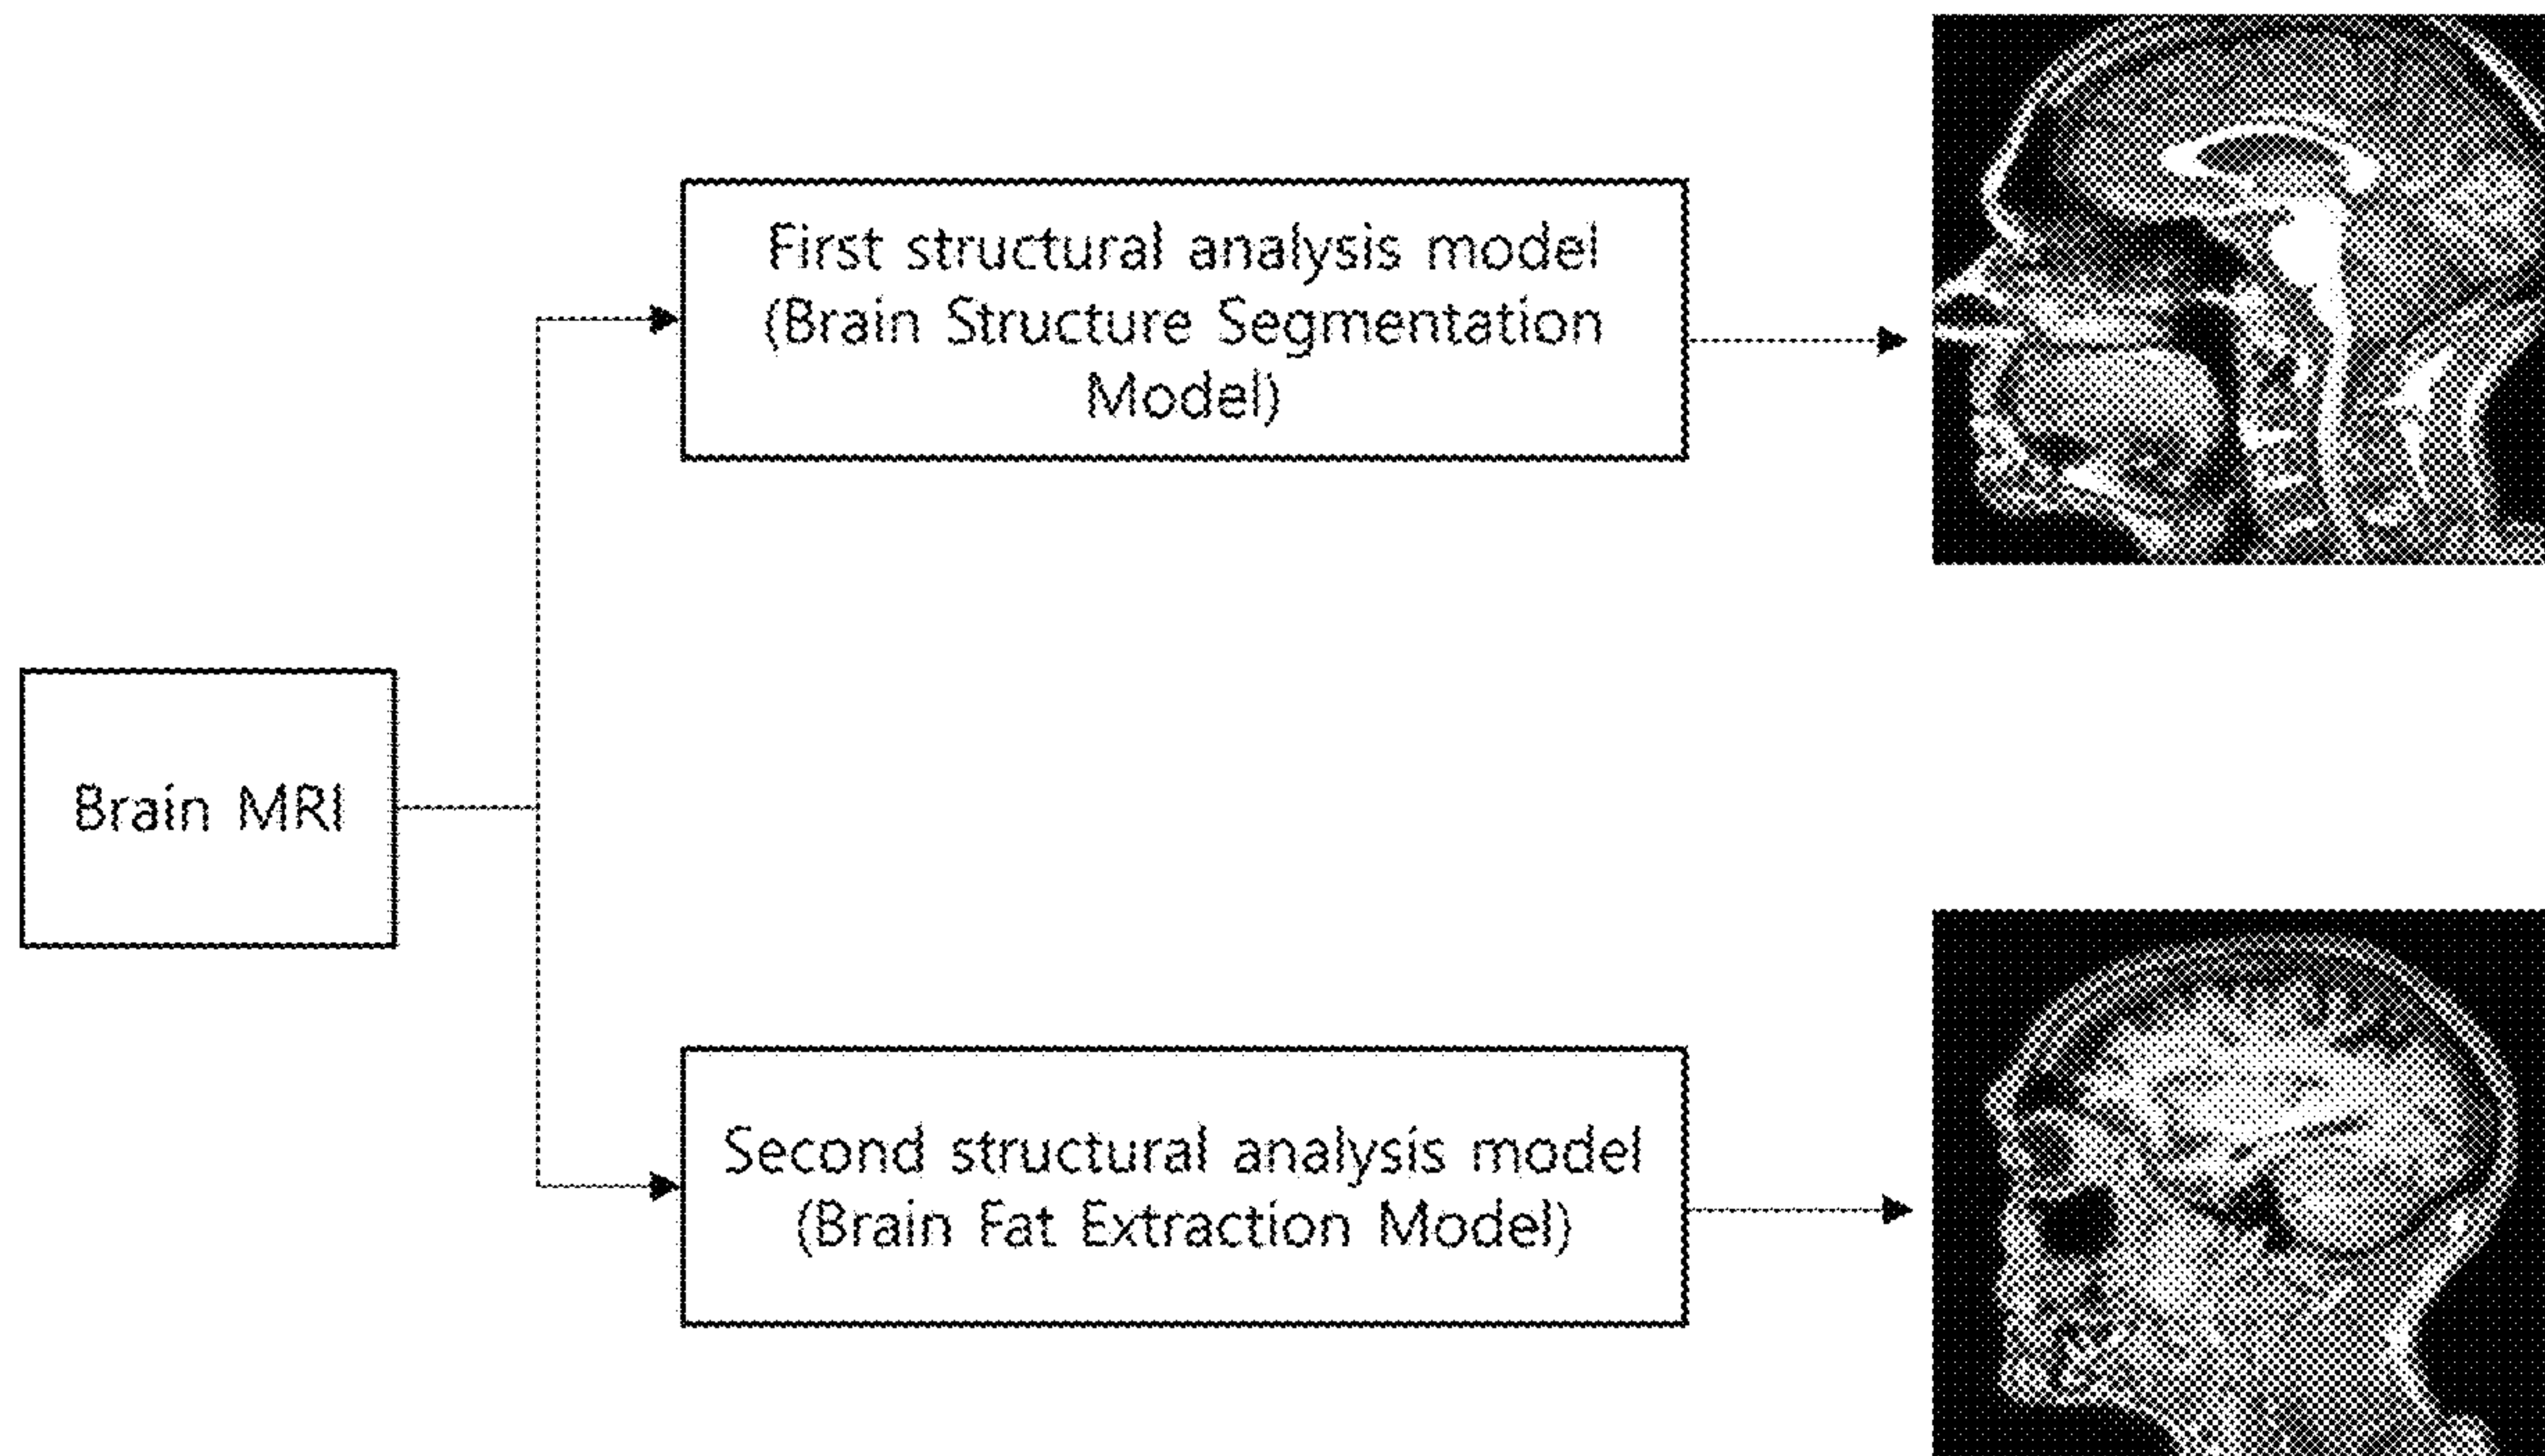 First structural analysis model
(Brain Structure Segmentation
Model)
Brain MRI
Second structural analysis model
(Brain Fat Extraction Model)